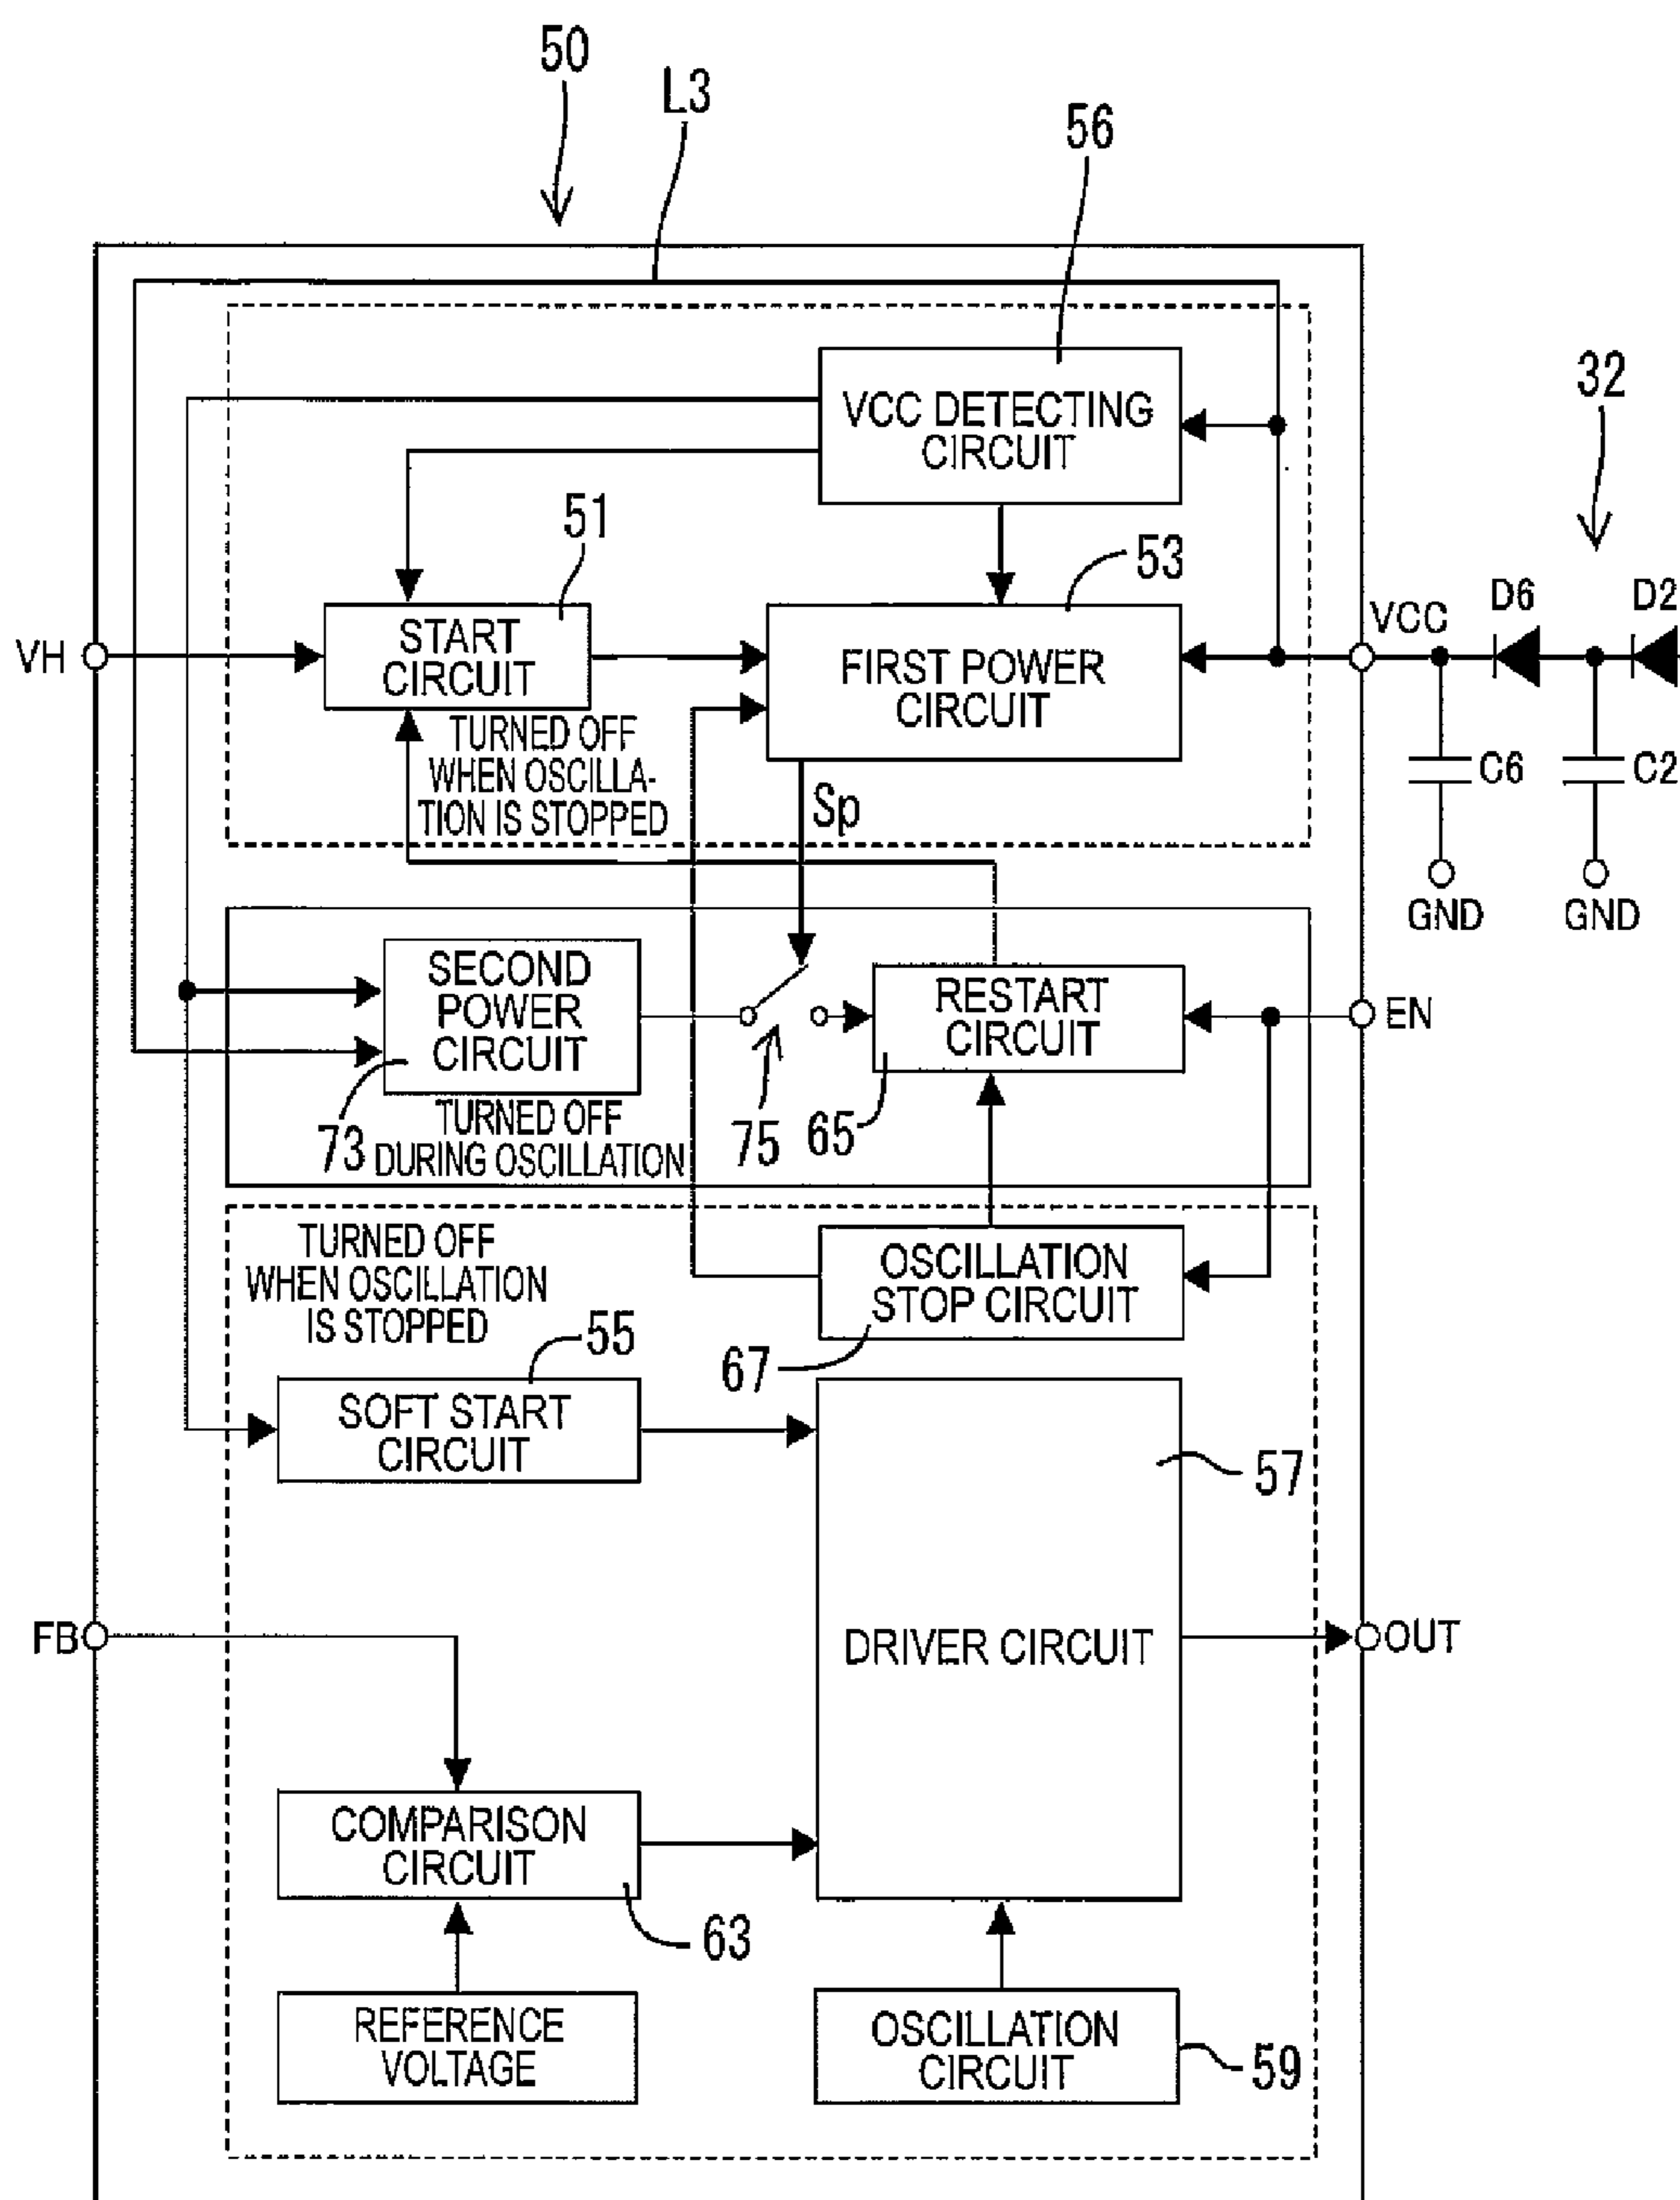 50
L3
56
VCC DETECTING
CIRCUIT
32
51
53
VCC
D6
D2
VH
START
CIRCUIT
FIRST POWER
CIRCUIT
TURNED OFF
WHEN OSCILLA-
TION IS STOPPED
Sp
C6
C2
GND
GND
SECOND
POWER
CIRCUIT
RESTART
CIRCUIT
EN
73
TURNED OFF
DURING OSCILLATION
75
65
TURNED OFF
WHEN OSCILLATION
IS STOPPED
OSCILLATION
STOP CIRCUIT
55
67
SOFT START
CIRCUIT
57
FB
DRIVER CIRCUIT
OUT
COMPARISON
CIRCUIT
63
REFERENCE
VOLTAGE
OSCILLATION
CIRCUIT
59